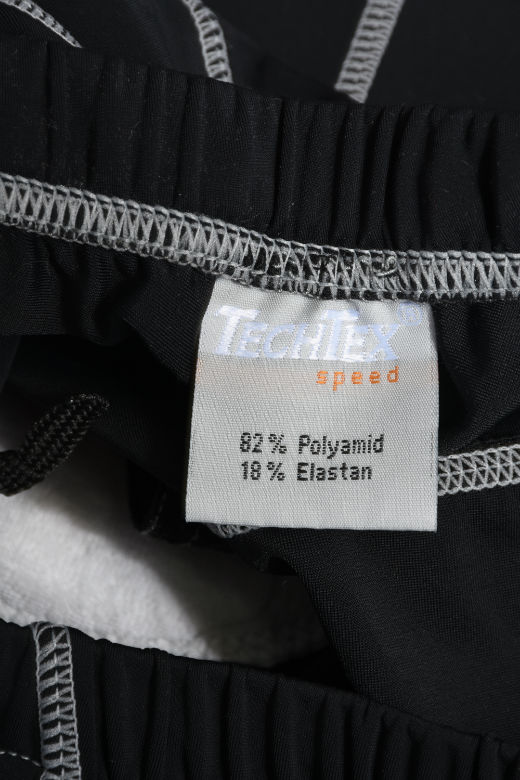 TECHTEX
speed
82% Polyamid
18% Elastan